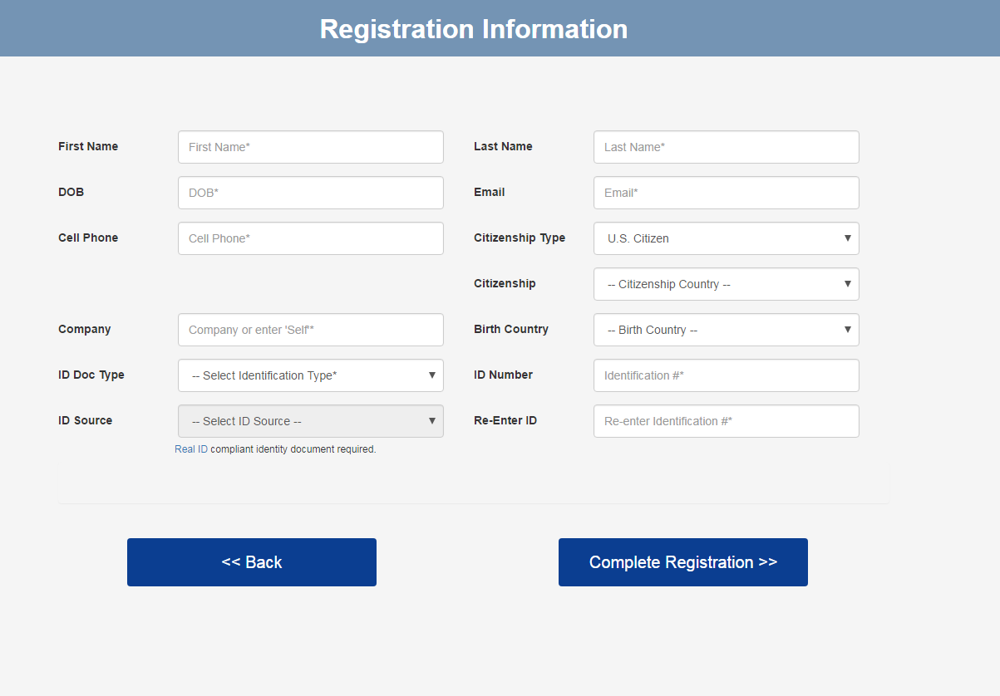 Registration Information
First Name First Name* Last Name Last Name*
DOB DOB* Email Email*
Cell Phone Cell Phone* Citizenship Type U.S. Citizen
Citizenship -- Citizenship Country --
Company Company or enter 'Self'* Birth Country -- Birth Country --
ID Doc Type -- Select Identification Type* ID Number Identification #*
ID Source -- Select ID Source -- Re-Enter ID Re-enter Identification #*
Real ID compliant identity document required.
<< Back Complete Registration >>